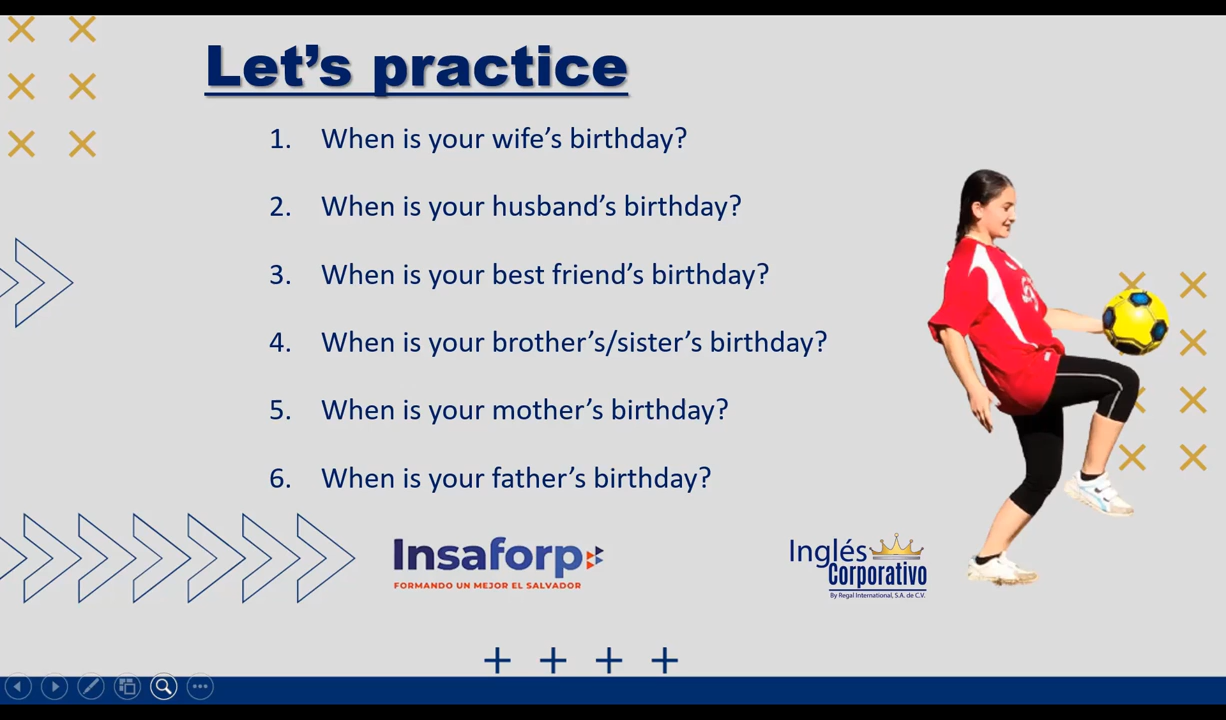 Let’s practice
1. When is your wife’s birthday?
2. When is your husband’s birthday?
3. When is your best friend’s birthday?
4. When is your brother’s/sister’s birthday?
5. When is your mother’s birthday?
6. When is your father’s birthday?
Insaforp
FORMANDO UN MEJOR EL SALVADOR
Inglés
Corporativo
By Regal International, S.A. de C.V.